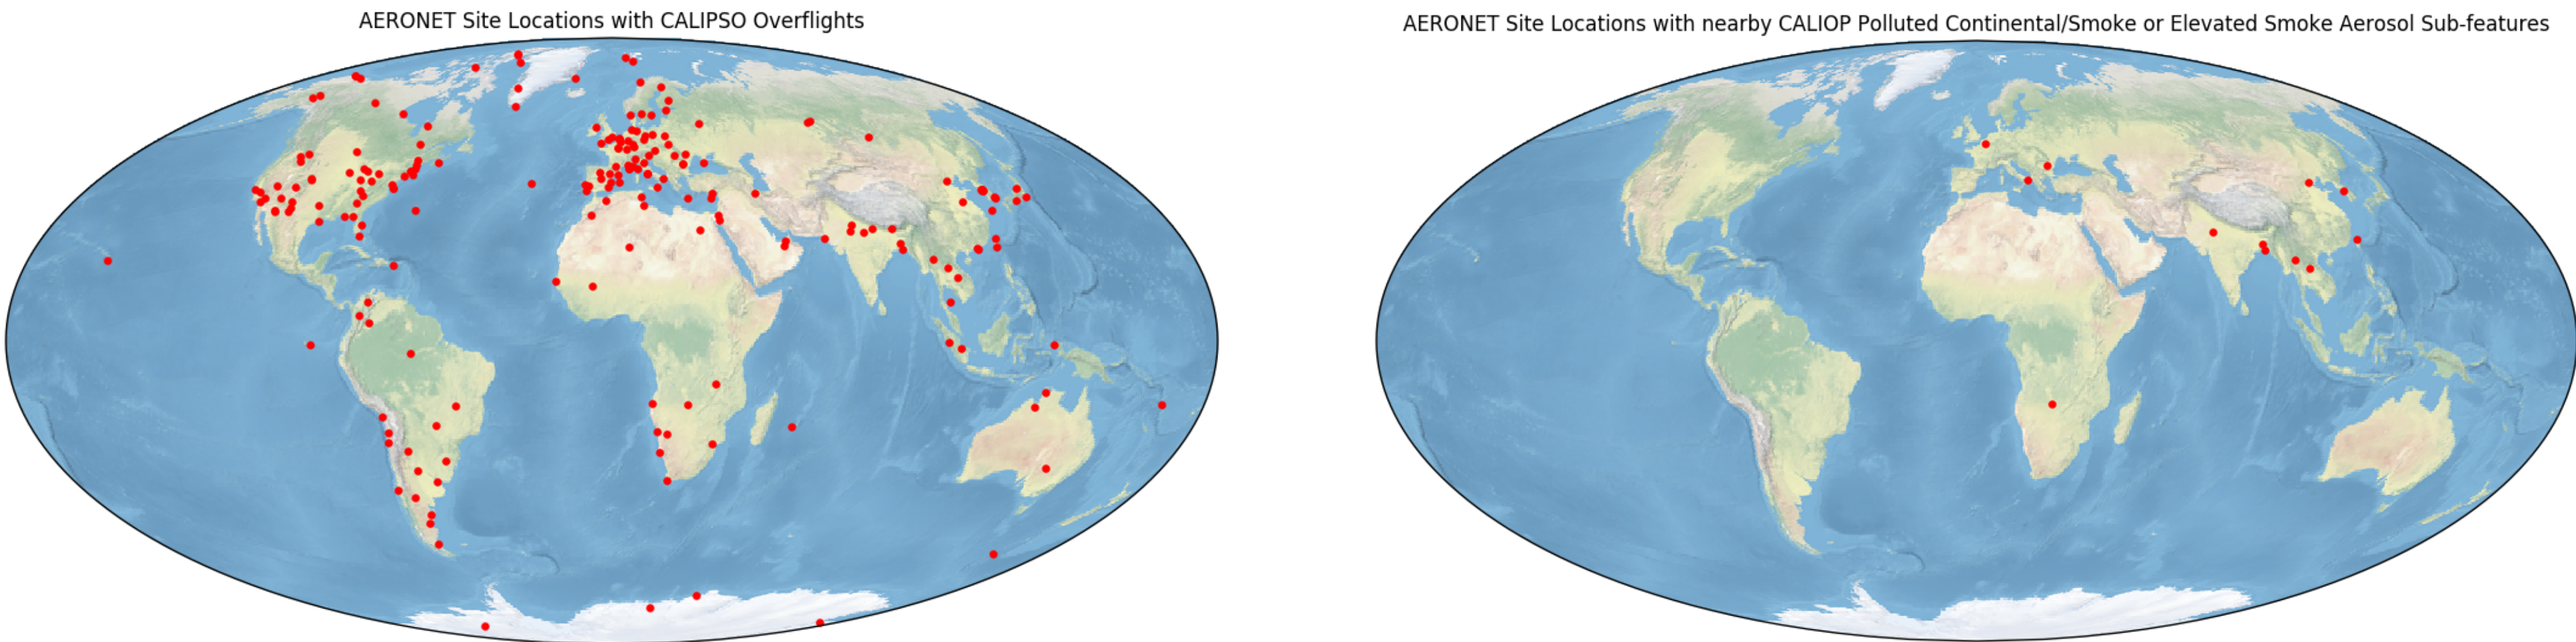 AERONET Site Locations with CALIPSO Overflights
AERONET Site Locations with nearby CALIOP Polluted Continental/Smoke or Elevated Smoke Aerosol Sub-features